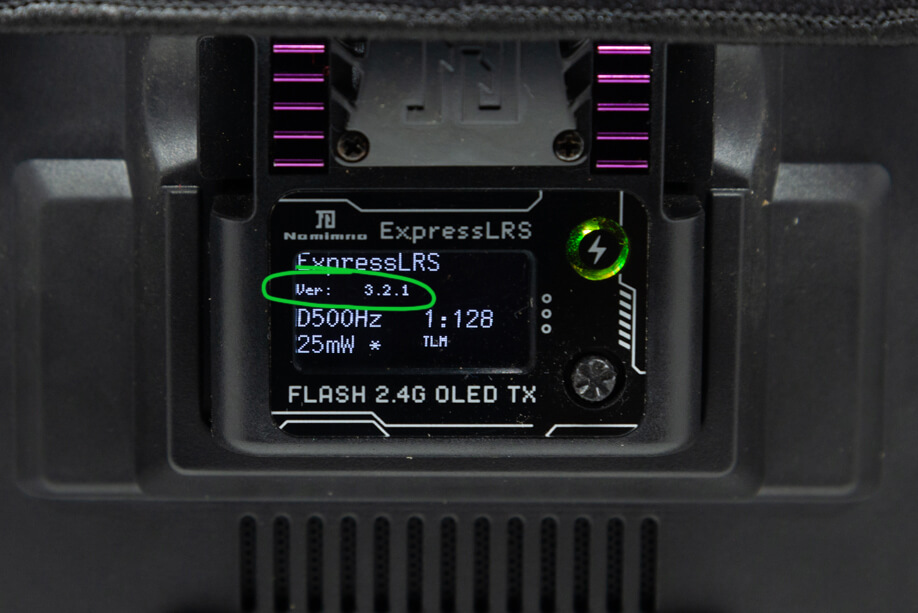 Namimno ExpressLRS
ExpressLRS
Ver: 3.2.1
D500Hz 1:128
25mW * TLM
FLASH 2.4G OLED TX